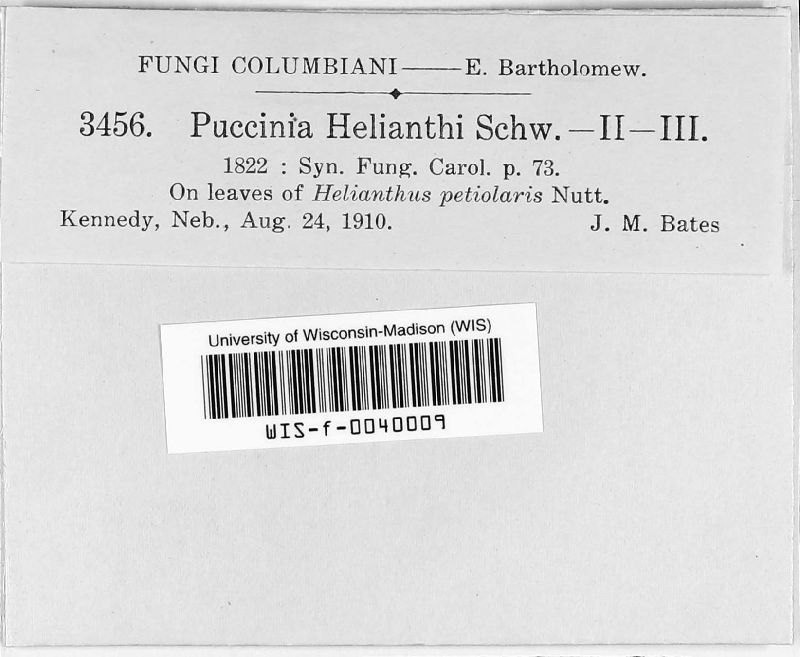 FUNGI COLUMBIANI——E. Bartholomew.
3456. Puccinia Helianthi Schw.—II—III.
1822 : Syn. Fung. Carol. p. 73.
On leaves of Helianthus petiolaris Nutt.
Kennedy, Neb., Aug. 24, 1910. J. M. Bates
University of Wisconsin-Madison (WIS)
WIS-f-0040009